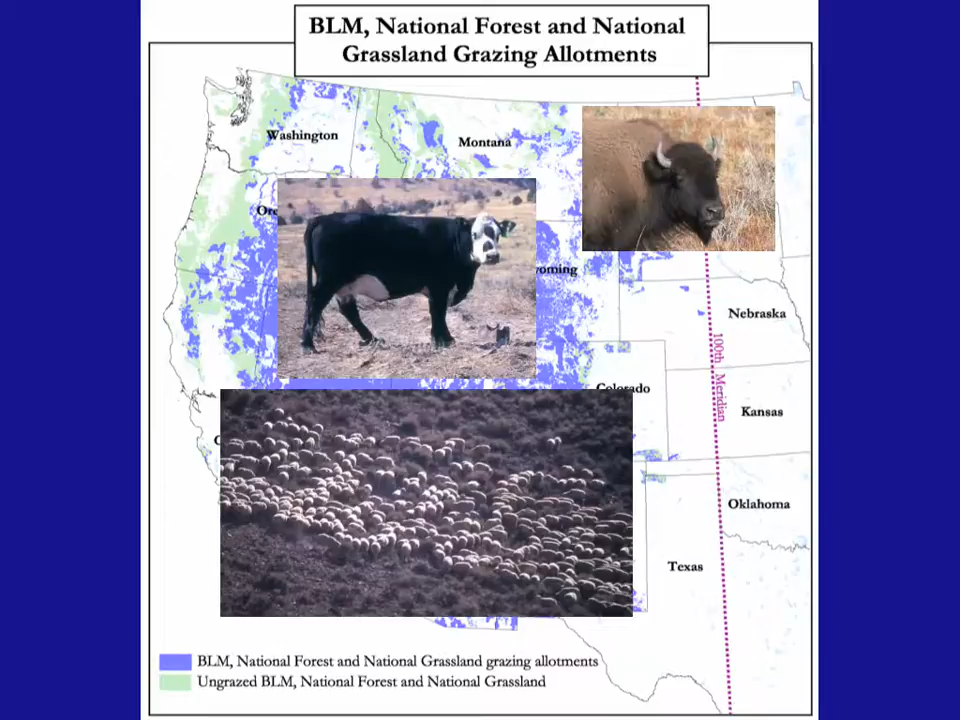 BLM, National Forest and National
Grassland Grazing Allotments
Washington
Montana
Ore
oming
Nebraska
100th Meridian
Colorado
Kansas
C
Oklahoma
Texas
BLM, National Forest and National Grassland grazing allotments
Ungrazed BLM, National Forest and National Grassland